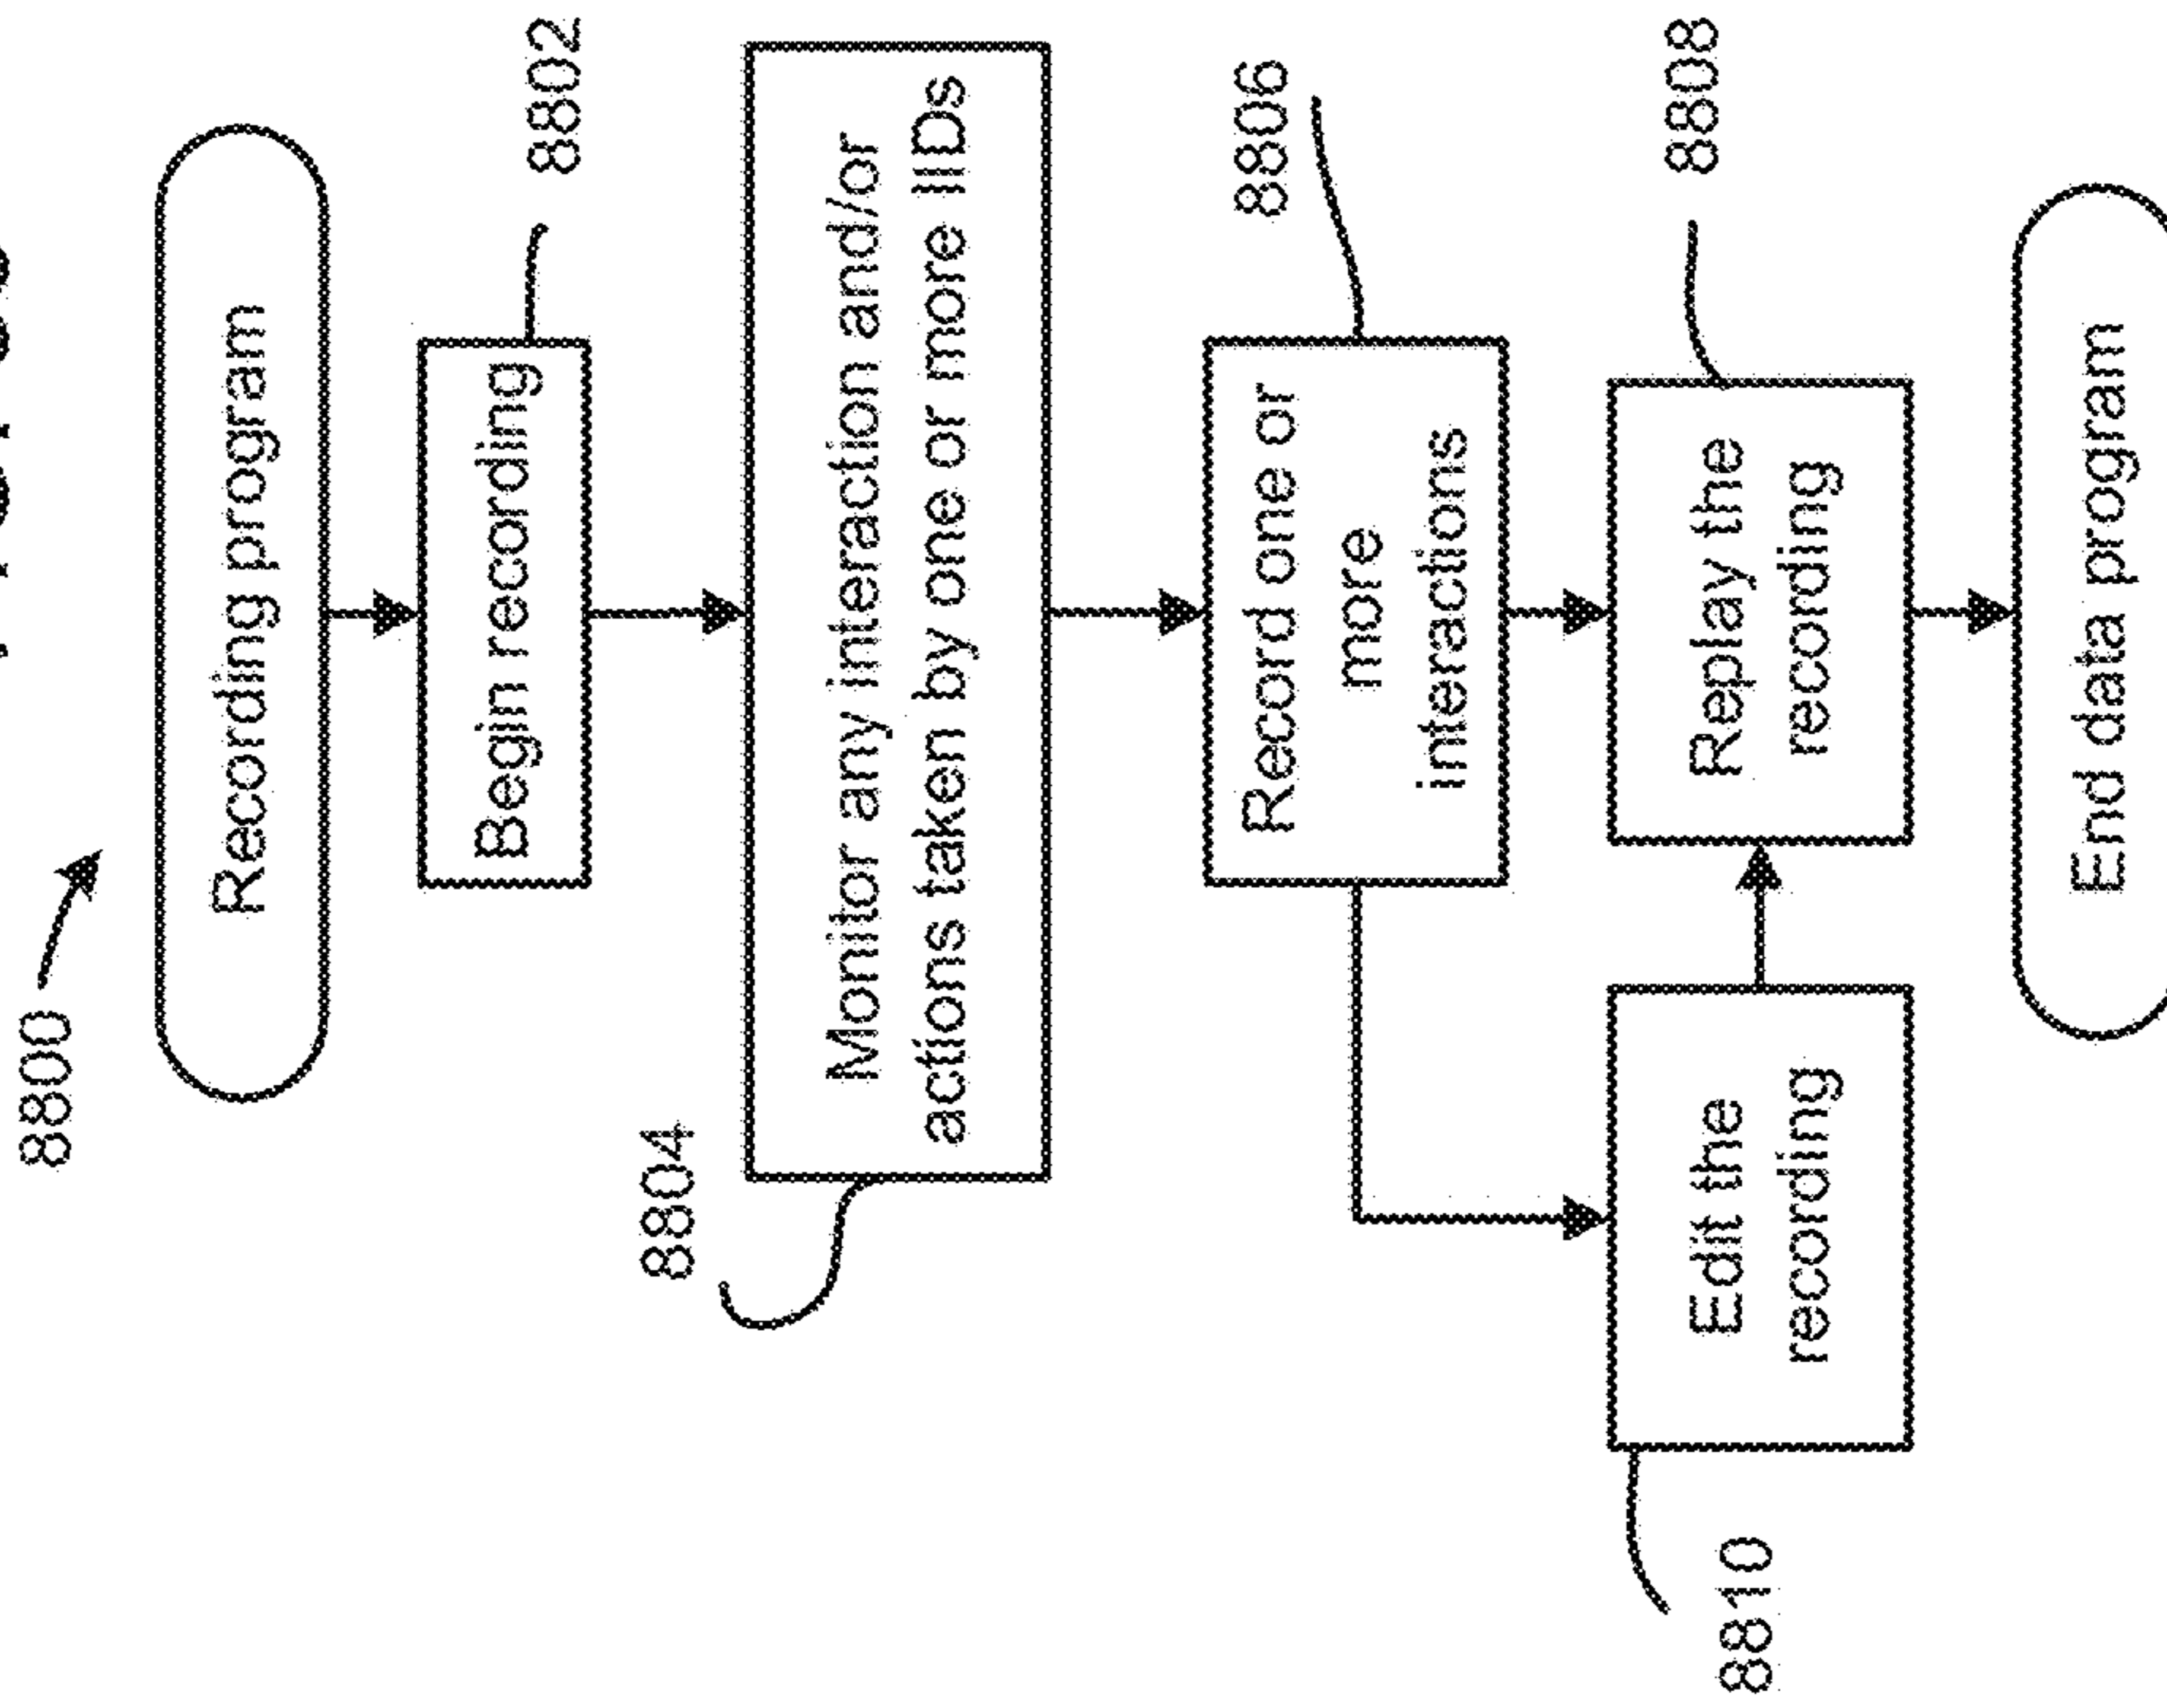 8800
Recording program
Begin recording
8802
8804
Monitor any interaction and/or
actions taken by one or more IIDs
Record one or
more
interactions
8806
Edit the
recording
8810
Replay the
recording
8808
End data program